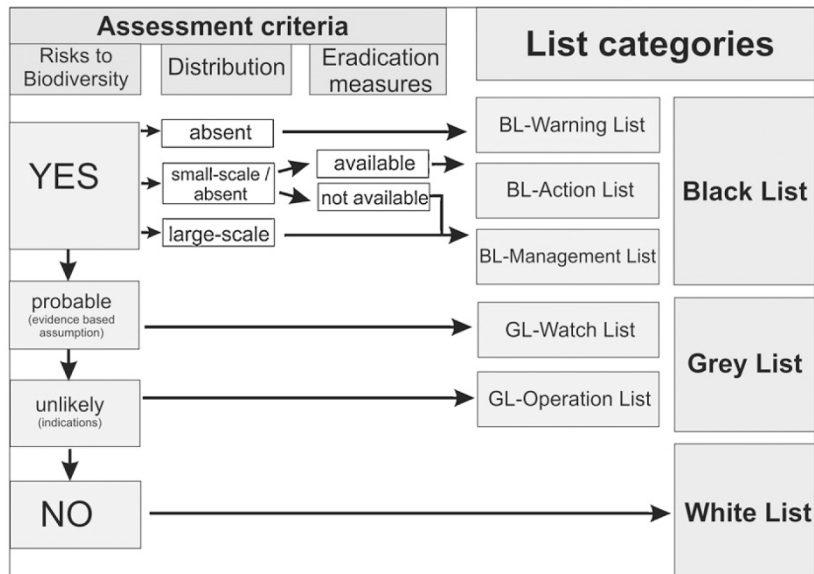 Assessment criteria
List categories
Risks to
Biodiversity
Distribution
Eradication
measures
YES
absent
small-scale /
absent
large-scale
available
not available
BL-Warning List
BL-Action List
BL-Management List
Black List
probable
(evidence based
assumption)
GL-Watch List
Grey List
unlikely
(indications)
GL-Operation List
NO
White List